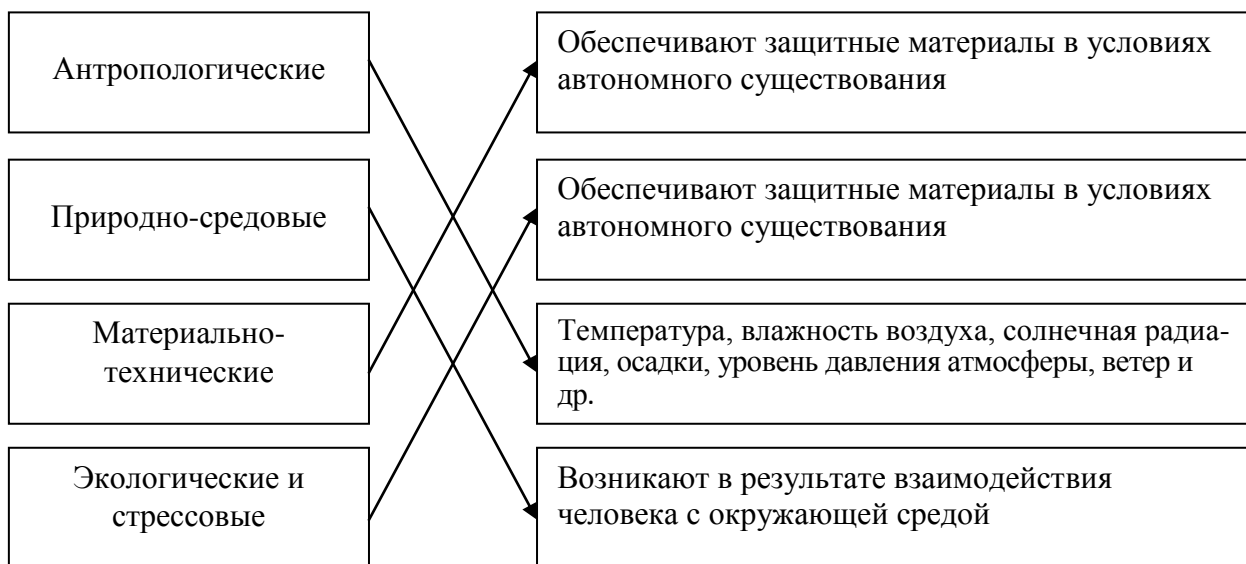 Антропологические
Обеспечивают защитные материалы в условиях
автономного существования
Природно-средовые
Обеспечивают защитные материалы в условиях
автономного существования
Материально-
технические
Температура, влажность воздуха, солнечная радиа-
ция, осадки, уровень давления атмосферы, ветер и
др.
Экологические и
стрессовые
Возникают в результате взаимодействия
человека с окружающей средой